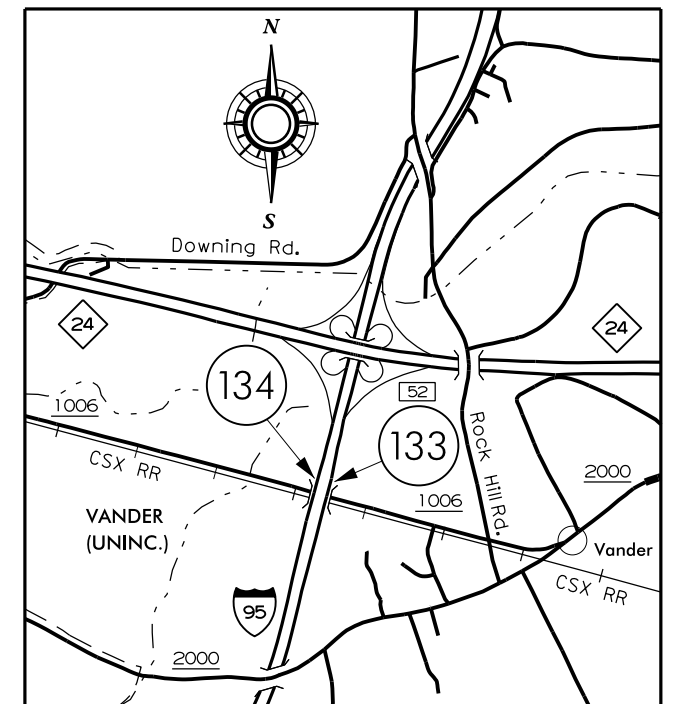 N
S
Downing Rd.
24
24
134
52
133
1006
CSX RR
Rock Hill Rd.
2000
1006
VANDER
(UNINC.)
Vander
CSX RR
95
2000